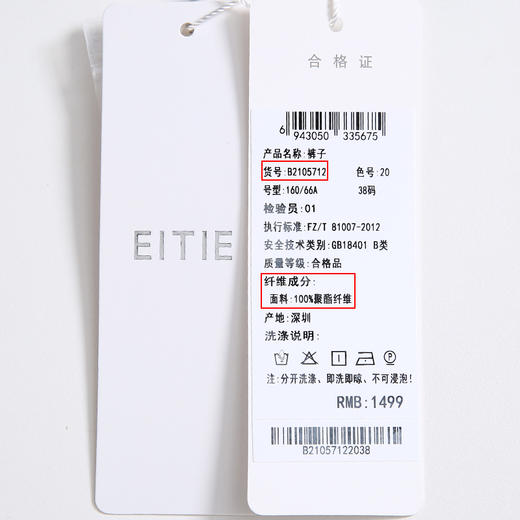 EITIE
合格证
6 943050 335675
产品名称:裤子
货号:B2105712 色号:20
号型:160/66A 38码
检验员:01
执行标准:FZ/T 81007-2012
安全技术类别:GB18401 B类
质量等级:合格品
纤维成分:
面料:100%聚酯纤维
产地:深圳
洗涤说明:
注:分开洗涤、即洗即晾、不可浸泡!
RMB:1499
B21057122038